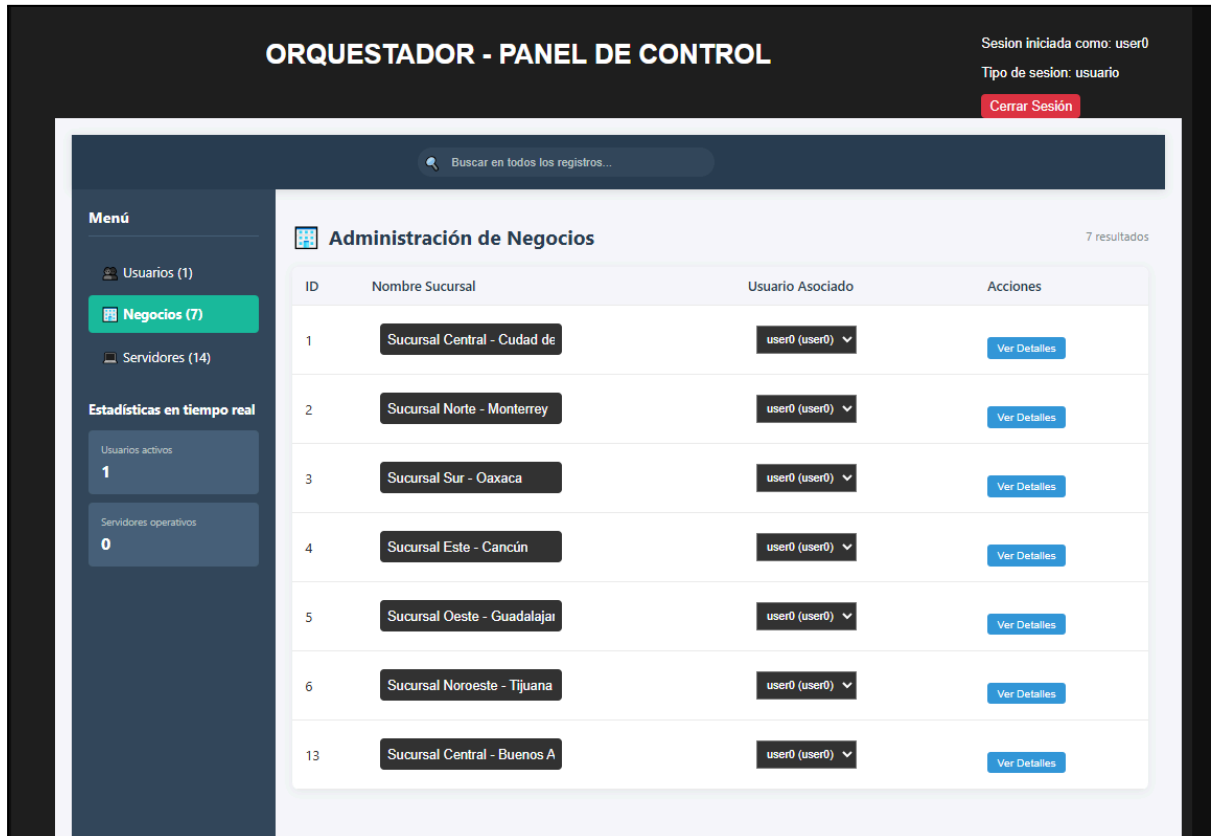 ORQUESTADOR - PANEL DE CONTROL
Sesion iniciada como: user0
Tipo de sesion: usuario
Cerrar Sesión
Buscar en todos los registros...
Menú
Usuarios (1)
Negocios (7)
Servidores (14)
Estadísticas en tiempo real
Usuarios activos
1
Servidores operativos
0
Administración de Negocios
7 resultados
ID Nombre Sucursal Usuario Asociado Acciones
1 Sucursal Central - Cudad de user0 (user0) Ver Detalles
2 Sucursal Norte - Monterrey user0 (user0) Ver Detalles
3 Sucursal Sur - Oaxaca user0 (user0) Ver Detalles
4 Sucursal Este - Cancún user0 (user0) Ver Detalles
5 Sucursal Oeste - Guadalaja user0 (user0) Ver Detalles
6 Sucursal Noroeste - Tijuana user0 (user0) Ver Detalles
13 Sucursal Central - Buenos A user0 (user0) Ver Detalles